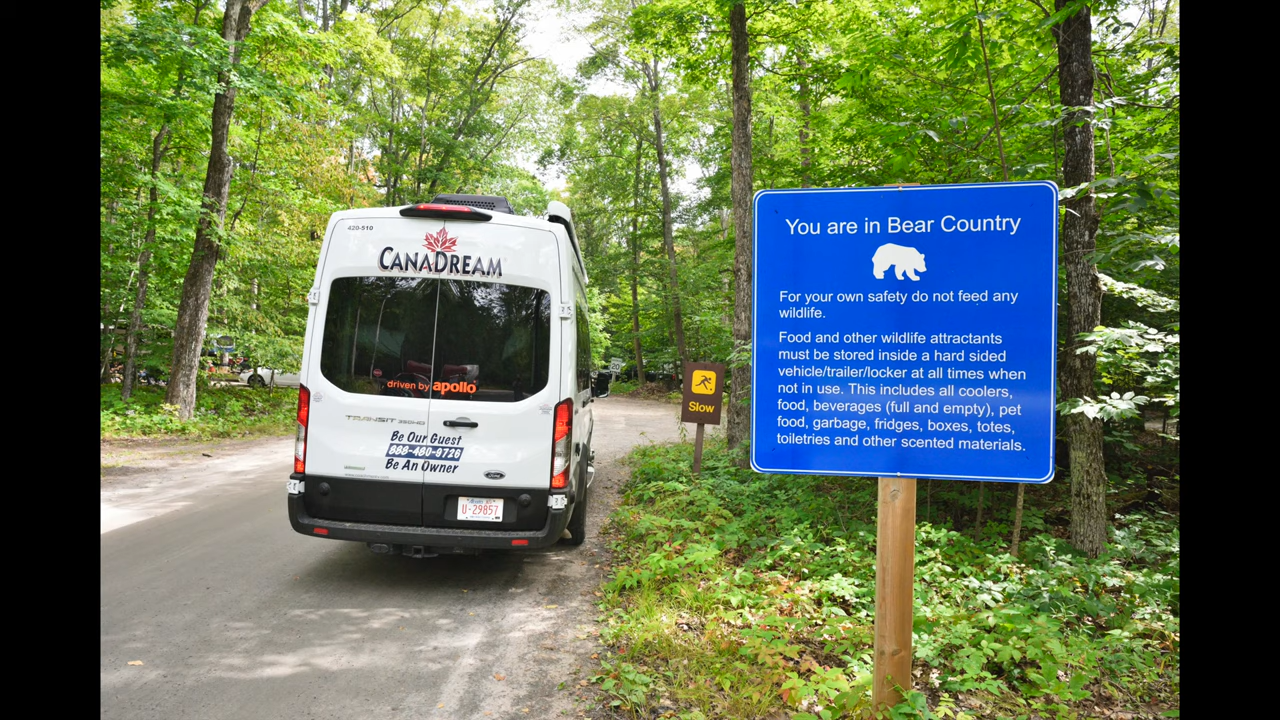 420-510
CANADREAM
driven by apollo
TRANSIT
Be Our Guest
888-480-9726
Be An Owner
Ford
U-29857
20
Slow
You are in Bear Country
For your own safety do not feed any
wildlife.
Food and other wildlife attractants
must be stored inside a hard sided
vehicle/trailer/locker at all times when
not in use. This includes all coolers,
food, beverages (full and empty), pet
food, garbage, fridges, boxes, totes,
toiletries and other scented materials.